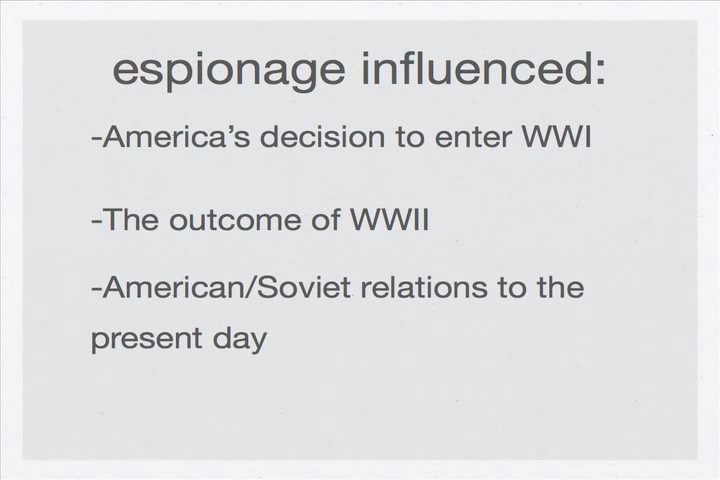 espionage influenced:
-America’s decision to enter WWI
-The outcome of WWII
-American/Soviet relations to the
present day